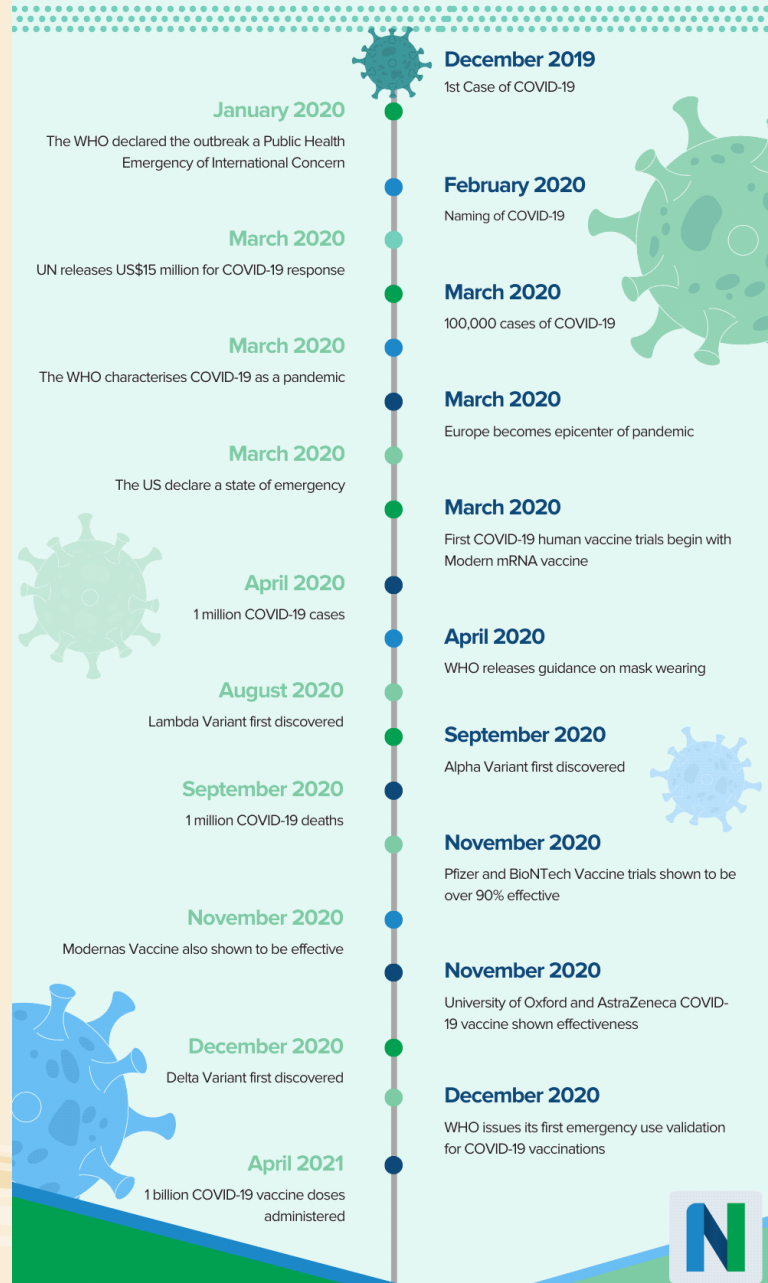 December 2019
1st Case of COVID-19
January 2020
The WHO declared the outbreak a Public Health
Emergency of International Concern
February 2020
Naming of COVID-19
March 2020
UN releases US$15 million for COVID-19 response
March 2020
100,000 cases of COVID-19
March 2020
The WHO characterises COVID-19 as a pandemic
March 2020
Europe becomes epicenter of pandemic
March 2020
The US declare a state of emergency
March 2020
First COVID-19 human vaccine trials begin with
Modern mRNA vaccine
April 2020
1 million COVID-19 cases
April 2020
WHO releases guidance on mask wearing
August 2020
Lambda Variant first discovered
September 2020
Alpha Variant first discovered
September 2020
1 million COVID-19 deaths
November 2020
Pfizer and BioNTech Vaccine trials shown to be
over 90% effective
November 2020
Modernas Vaccine also shown to be effective
November 2020
University of Oxford and AstraZeneca COVID-
19 vaccine shown effectiveness
December 2020
Delta Variant first discovered
December 2020
WHO issues its first emergency use validation
for COVID-19 vaccinations
April 2021
1 billion COVID-19 vaccine doses
administered
N